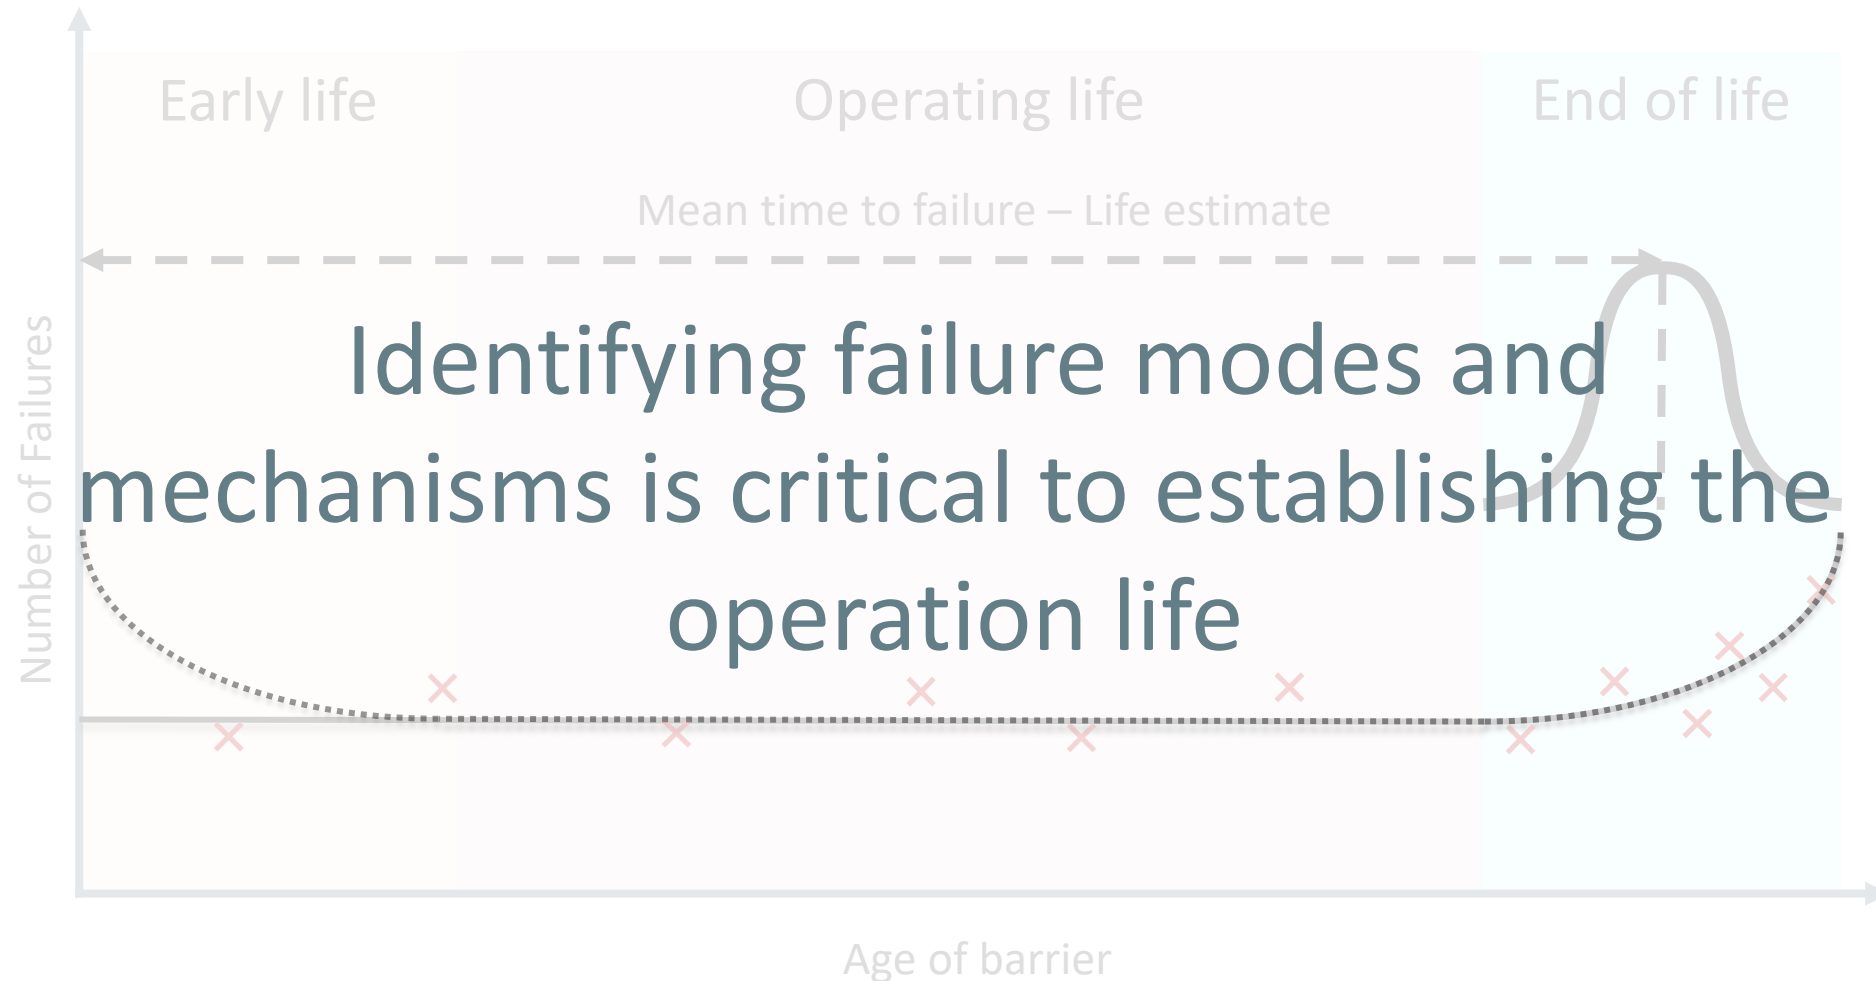 Early life
Operating life
End of life
Mean time to failure – Life estimate
Number of Failures
Identifying failure modes and
mechanisms is critical to establishing the
operation life
Age of barrier